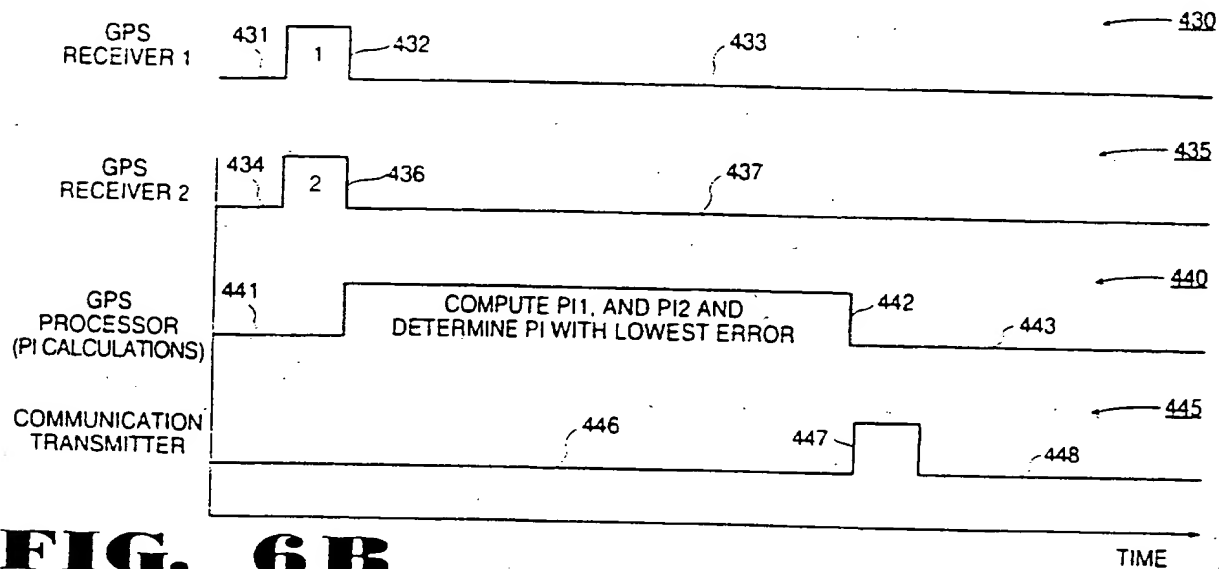 GPS
RECEIVER 1
431
1
432
433
430
GPS
RECEIVER 2
434
2
436
437
435
GPS
PROCESSOR
(PI CALCULATIONS)
441
COMPUTE PI1, AND PI2 AND
DETERMINE PI WITH LOWEST ERROR
442
443
440
COMMUNICATION
TRANSMITTER
446
447
448
445
TIME
FIG. 6B